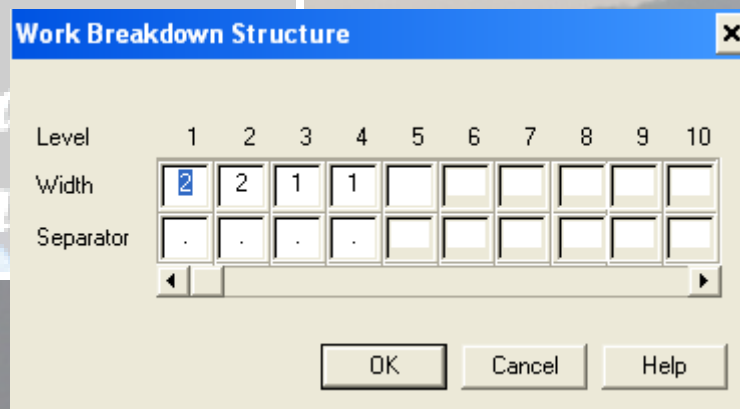 Work Breakdown Structure
Level 1 2 3 4 5 6 7 8 9 10
Width 2 2 1 1
Separator . . . .
OK Cancel Help